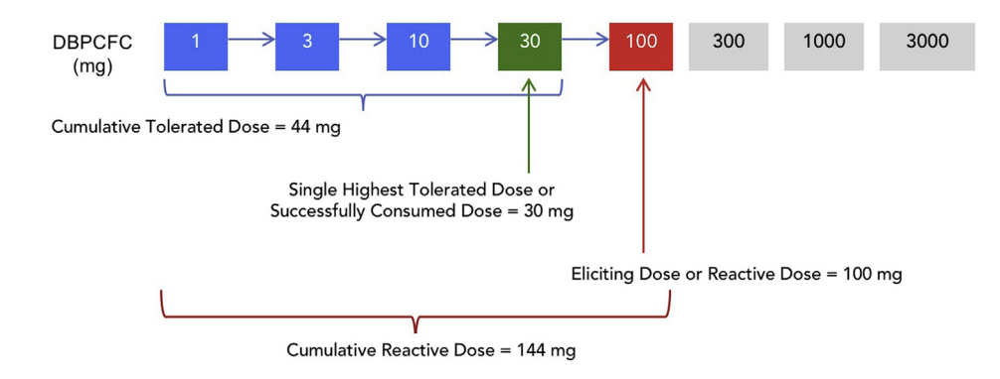 DBPCFC
(mg)
1
3
10
30
100
300
1000
3000
Cumulative Tolerated Dose = 44 mg
Single Highest Tolerated Dose or
Successfully Consumed Dose = 30 mg
Eliciting Dose or Reactive Dose = 100 mg
Cumulative Reactive Dose = 144 mg